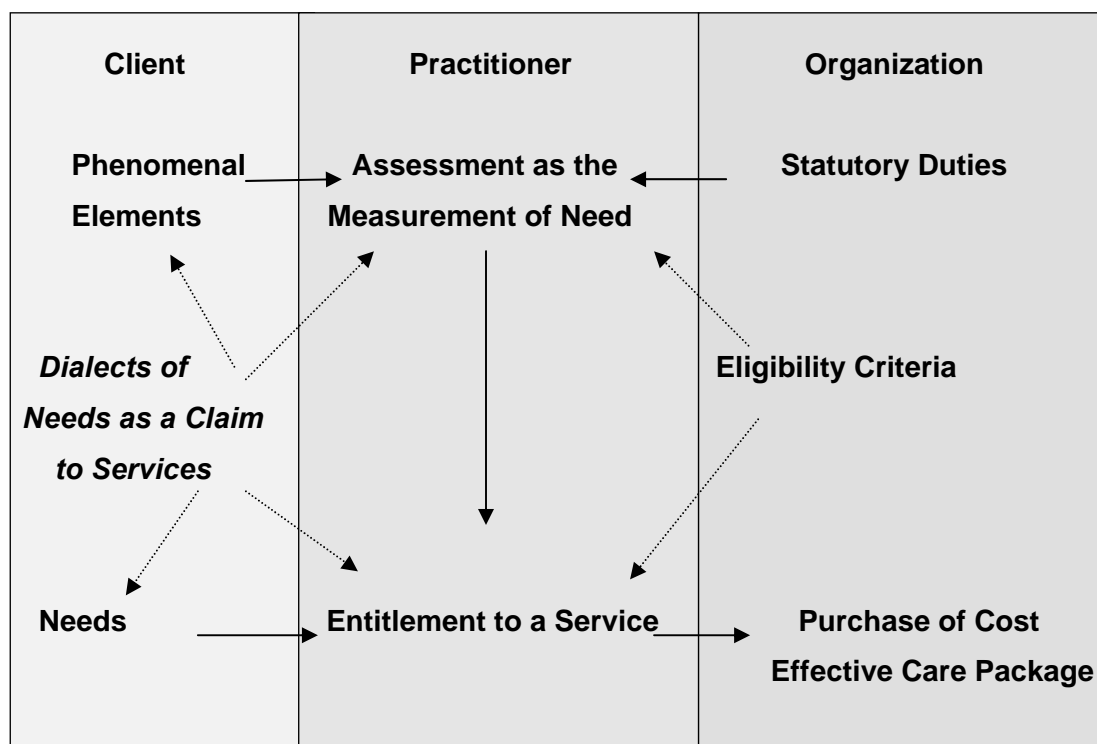 Client
Practitioner
Organization
Phenomenal
Elements
Assessment as the
Measurement of Need
Statutory Duties
Dialects of
Needs as a Claim
to Services
Eligibility Criteria
Needs
Entitlement to a Service
Purchase of Cost
Effective Care Package